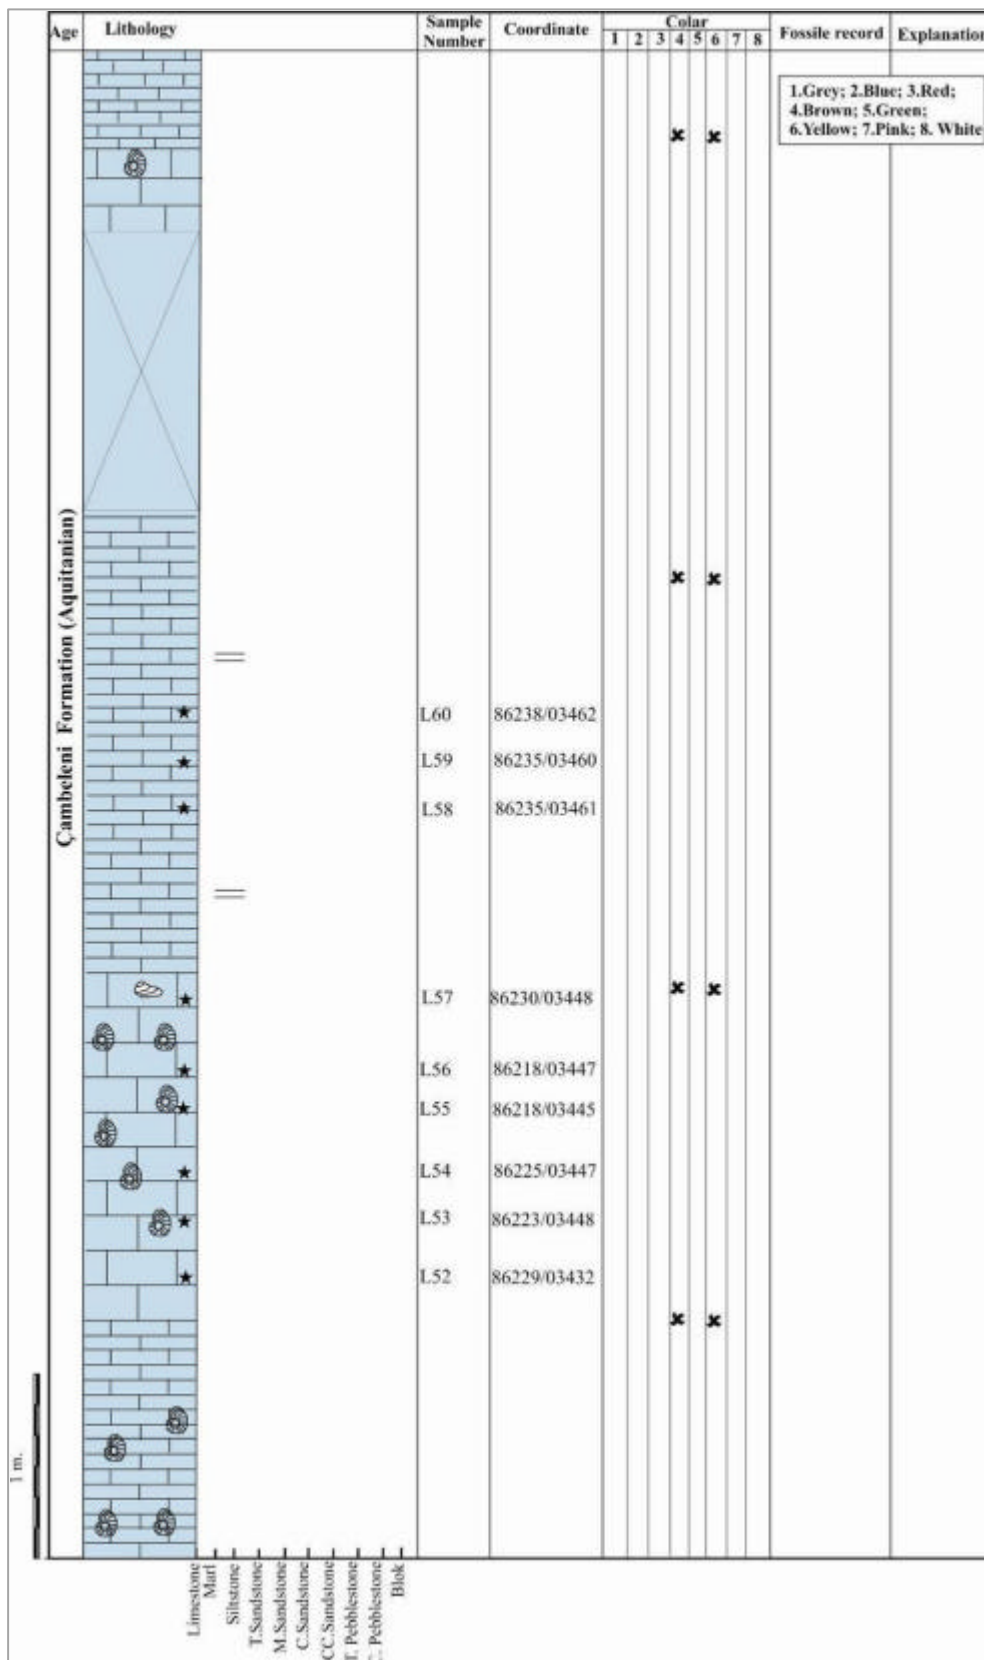 Age Lithology Sample Number Coordinate Colar Fossile record Explanation
1 2 3 4 5 6 7 8
1.Grey; 2.Blue; 3.Red;
4.Brown; 5.Green;
6.Yellow; 7.Pink; 8. White
Çambeleni Formation (Aquitanian)
L60 86238/03462
L59 86235/03460
L58 86235/03461
L57 86230/03448
L56 86218/03447
L55 86218/03445
L54 86225/03447
L53 86223/03448
L52 86229/03432
1 m.
Limestone
Marl
Siltstone
T.Sandstone
M.Sandstone
C.Sandstone
CC.Sandstone
Pebblestone
Pebblestone
Blok